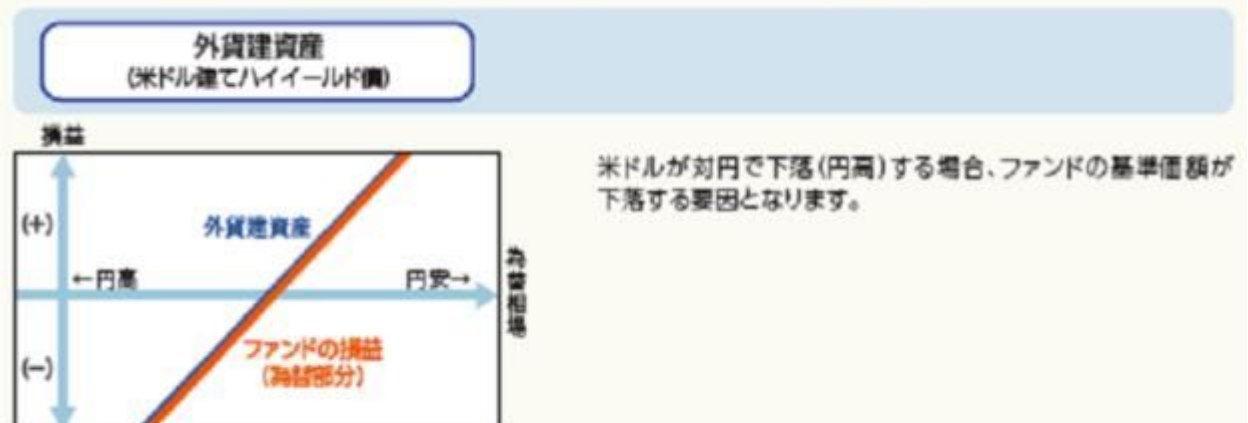 外貨建資産
(米ドル建てハイイールド債)
損益
米ドルが対円で下落(円高)する場合、ファンドの基準価額が
下落する要因となります。
(+)
外貨建資産
←円高
円安→
為替相場
ファンドの損益
(為替部分)
(−)